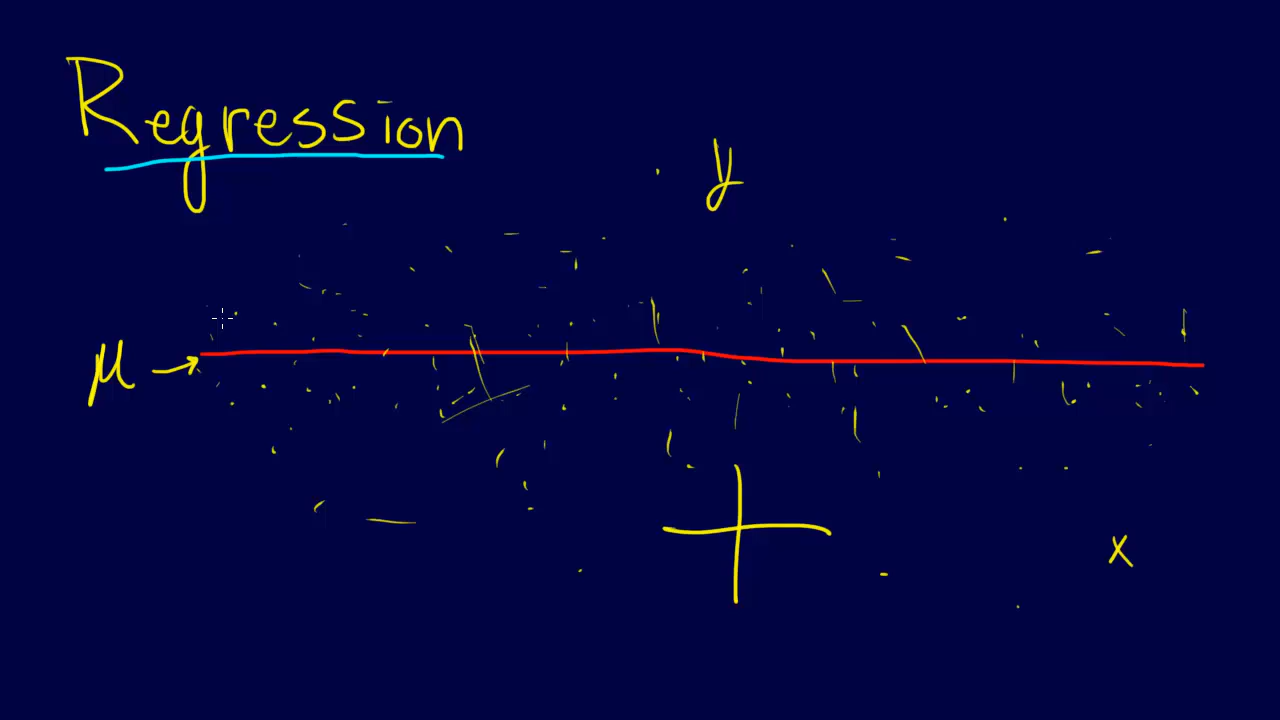 Regression
y
μ →
x